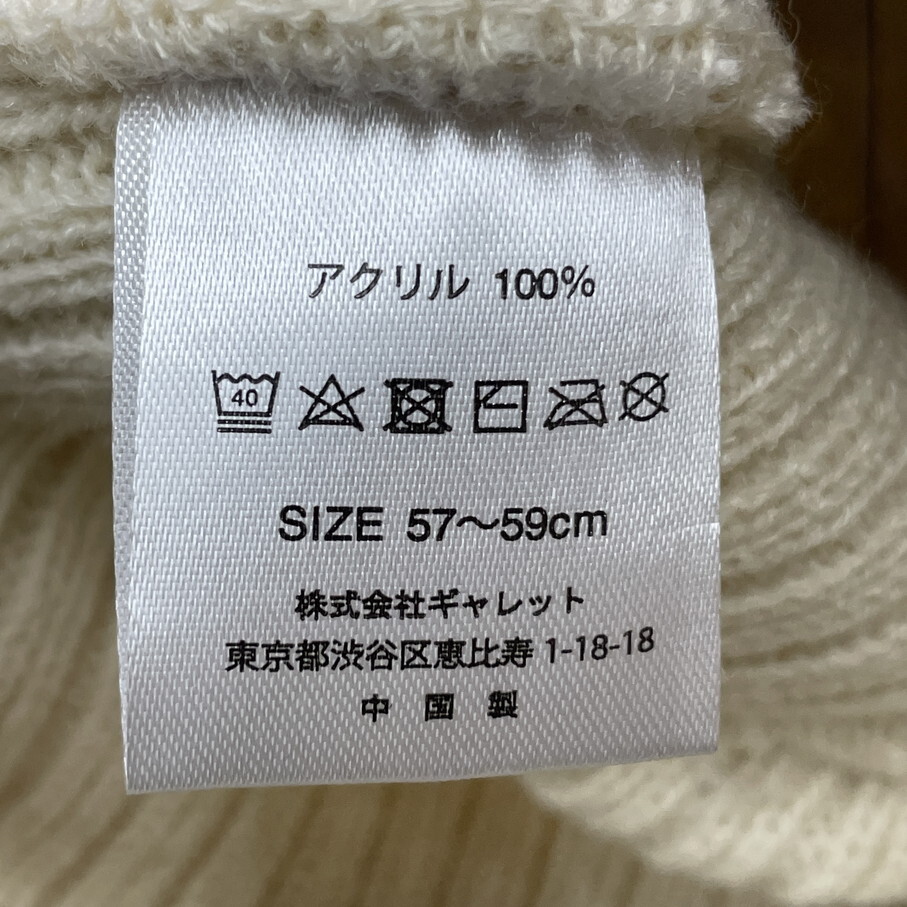 アクリル 100%
40
SIZE 57～59cm
株式会社ギャレット
東京都渋谷区恵比寿 1-18-18
中国製